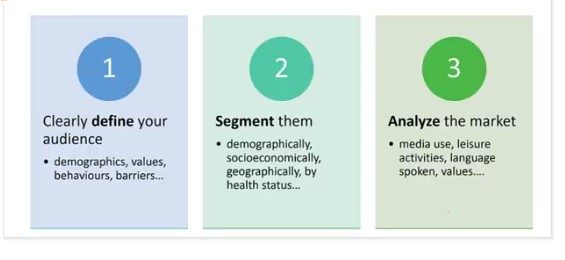 1
Clearly define your
audience
• demographics, values,
behaviours, barriers...
2
Segment them
• demographically,
socioeconomically,
geographically, by
health status...
3
Analyze the market
• media use, leisure
activities, language
spoken, values....